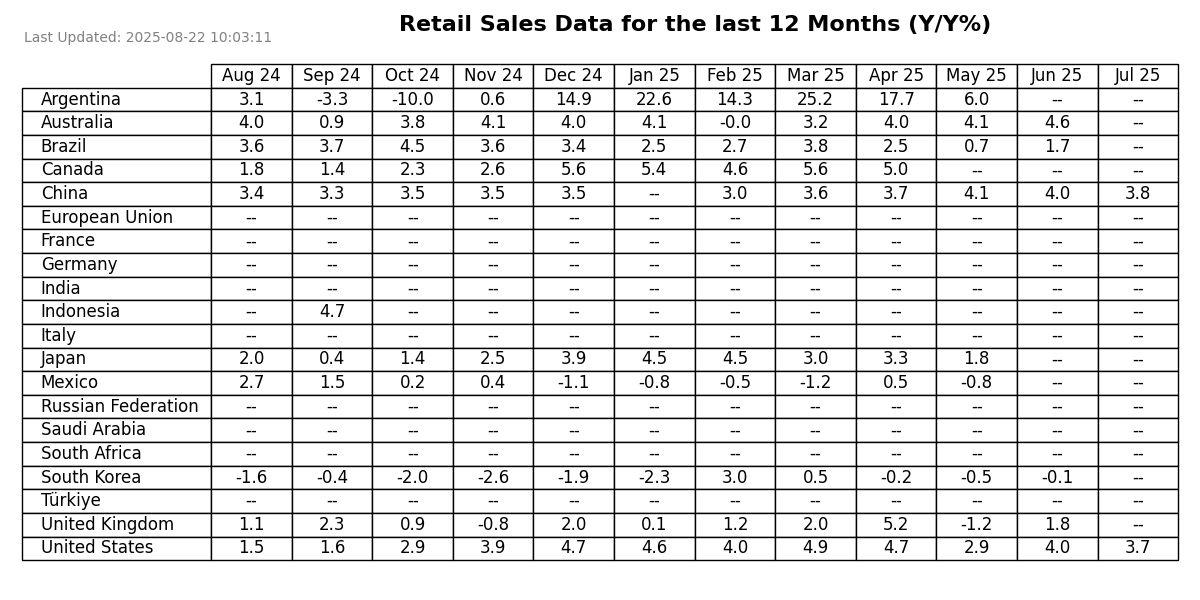 Retail Sales Data for the last 12 Months (Y/Y%)
Last Updated: 2025-08-22 10:03:11
Aug 24 Sep 24 Oct 24 Nov 24 Dec 24 Jan 25 Feb 25 Mar 25 Apr 25 May 25 Jun 25 Jul 25
Argentina 3.1 -3.3 -10.0 0.6 14.9 22.6 14.3 25.2 17.7 6.0 -- --
Australia 4.0 0.9 3.8 4.1 4.0 4.1 -0.0 3.2 4.0 4.1 4.6 --
Brazil 3.6 3.7 4.5 3.6 3.4 2.5 2.7 3.8 2.5 0.7 1.7 --
Canada 1.8 1.4 2.3 2.6 5.6 5.4 4.6 5.6 5.0 -- -- --
China 3.4 3.3 3.5 3.5 3.5 -- 3.0 3.6 3.7 4.1 4.0 3.8
European Union -- -- -- -- -- -- -- -- -- -- -- --
France -- -- -- -- -- -- -- -- -- -- -- --
Germany -- -- -- -- -- -- -- -- -- -- -- --
India -- -- -- -- -- -- -- -- -- -- -- --
Indonesia -- 4.7 -- -- -- -- -- -- -- -- -- --
Italy -- -- -- -- -- -- -- -- -- -- -- --
Japan 2.0 0.4 1.4 2.5 3.9 4.5 4.5 3.0 3.3 1.8 -- --
Mexico 2.7 1.5 0.2 0.4 -1.1 -0.8 -0.5 -1.2 0.5 -0.8 -- --
Russian Federation -- -- -- -- -- -- -- -- -- -- -- --
Saudi Arabia -- -- -- -- -- -- -- -- -- -- -- --
South Africa -- -- -- -- -- -- -- -- -- -- -- --
South Korea -1.6 -0.4 -2.0 -2.6 -1.9 -2.3 3.0 0.5 -0.2 -0.5 -0.1 --
Türkiye -- -- -- -- -- -- -- -- -- -- -- --
United Kingdom 1.1 2.3 0.9 -0.8 2.0 0.1 1.2 2.0 5.2 -1.2 1.8 --
United States 1.5 1.6 2.9 3.9 4.7 4.6 4.0 4.9 4.7 2.9 4.0 3.7